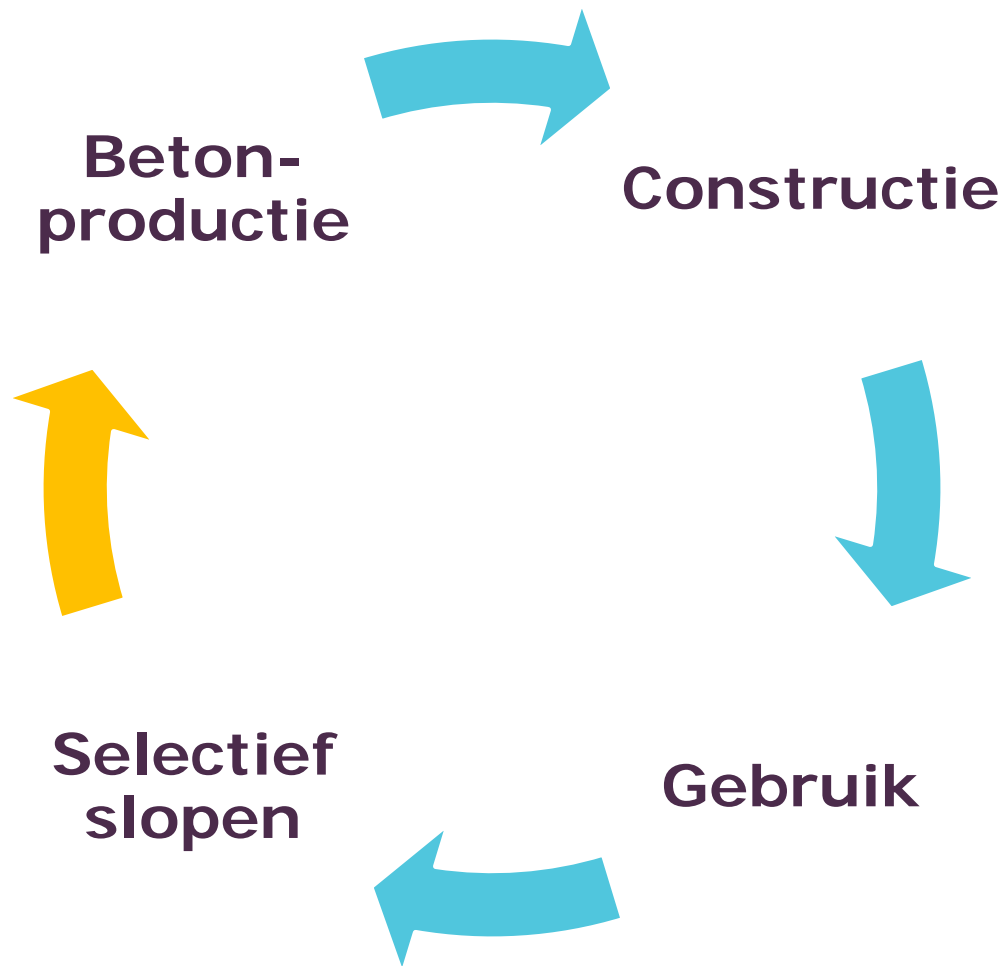 Beton-
productie
Constructie
Gebruik
Selectief
slopen